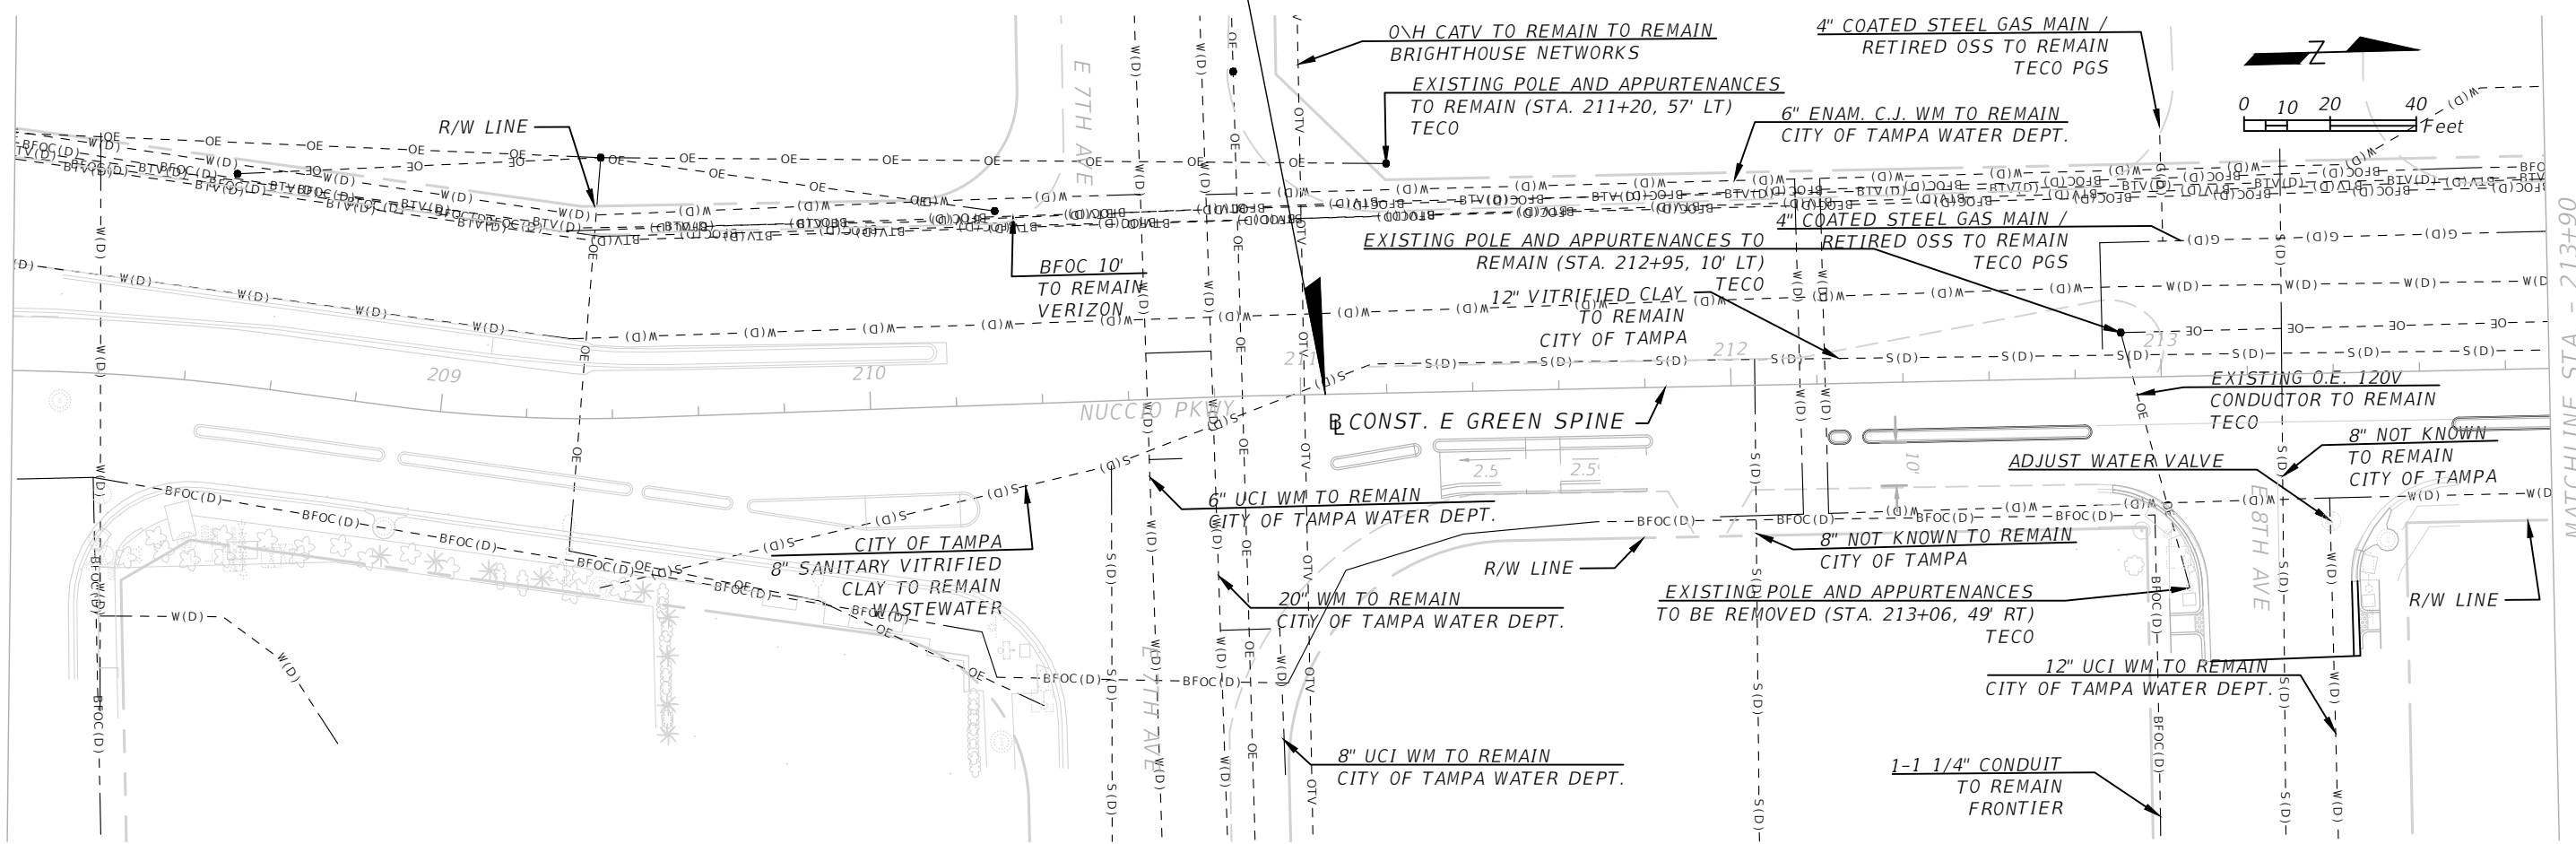 O\H CATV TO REMAIN TO REMAIN
BRIGHTHOUSE NETWORKS
4" COATED STEEL GAS MAIN /
RETIRED OSS TO REMAIN
TECO PGS
Z
0 10 20 40
Feet
EXISTING POLE AND APPURTENANCES
TO REMAIN (STA. 211+20, 57' LT)
TECO
6" ENAM. C.J. WM TO REMAIN
CITY OF TAMPA WATER DEPT.
R/W LINE
E 7TH AVE
4" COATED STEEL GAS MAIN /
RETIRED OSS TO REMAIN
TECO PGS
EXISTING POLE AND APPURTENANCES TO
REMAIN (STA. 212+95, 10' LT)
TECO
BFOC 10'
TO REMAIN
VERIZON
12" VITRIFIED CLAY
TO REMAIN
CITY OF TAMPA
MATCHLINE STA - 213+90
209
210
211
212
213
NUCCIO PKWY
BL CONST. E GREEN SPINE
EXISTING O.E. 120V
CONDUCTOR TO REMAIN
TECO
8" NOT KNOWN
TO REMAIN
CITY OF TAMPA
ADJUST WATER VALVE
10'
2.5
6" UCI WM TO REMAIN
CITY OF TAMPA WATER DEPT.
CITY OF TAMPA
8" SANITARY VITRIFIED
CLAY TO REMAIN
WASTEWATER
8" NOT KNOWN TO REMAIN
CITY OF TAMPA
R/W LINE
E 8TH AVE
20" WM TO REMAIN
CITY OF TAMPA WATER DEPT.
EXISTING POLE AND APPURTENANCES
TO BE REMOVED (STA. 213+06, 49' RT)
TECO
R/W LINE
12" UCI WM TO REMAIN
CITY OF TAMPA WATER DEPT.
E 7TH AVE
8" UCI WM TO REMAIN
CITY OF TAMPA WATER DEPT.
1-1 1/4" CONDUIT
TO REMAIN
FRONTIER
OE
W(D)
BFOC(D)
BTV(D)
S(D)
G(D)
OTV